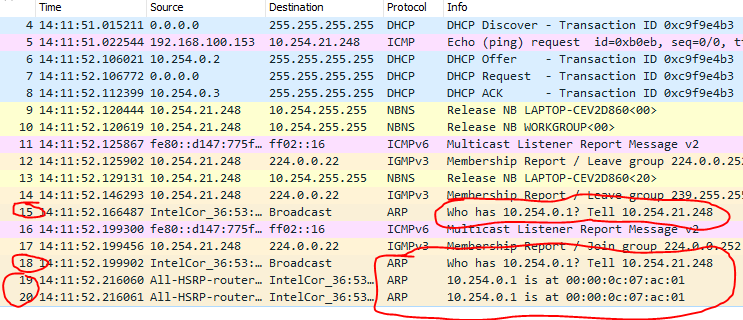 Time Source Destination Protocol Info
4 14:11:51.015211 0.0.0.0 255.255.255.255 DHCP DHCP Discover - Transaction ID 0xc9f9e4b3
5 14:11:51.022544 192.168.100.153 10.254.21.248 ICMP Echo (ping) request id=0xb0eb, seq=0/0, t
6 14:11:52.106021 10.254.0.2 255.255.255.255 DHCP DHCP Offer - Transaction ID 0xc9f9e4b3
7 14:11:52.106772 0.0.0.0 255.255.255.255 DHCP DHCP Request - Transaction ID 0xc9f9e4b3
8 14:11:52.112399 10.254.0.3 255.255.255.255 DHCP DHCP ACK - Transaction ID 0xc9f9e4b3
9 14:11:52.120444 10.254.21.248 10.254.255.255 NBNS Release NB LAPTOP-CEV2D860<00>
10 14:11:52.120619 10.254.21.248 10.254.255.255 NBNS Release NB WORKGROUP<00>
11 14:11:52.125867 fe80::d147:775f… ff02::16 ICMPv6 Multicast Listener Report Message v2
12 14:11:52.125902 10.254.21.248 224.0.0.22 IGMPv3 Membership Report / Leave group 224.0.0.252
13 14:11:52.129131 10.254.21.248 10.254.255.255 NBNS Release NB LAPTOP-CEV2D860<20>
14 14:11:52.146293 10.254.21.248 224.0.0.22 IGMPv3 Membership Report / Leave group 239.255.255
15 14:11:52.166487 IntelCor_36:53:… Broadcast ARP Who has 10.254.0.1? Tell 10.254.21.248
16 14:11:52.199300 fe80::d147:775f… ff02::16 ICMPv6 Multicast Listener Report Message v2
17 14:11:52.199456 10.254.21.248 224.0.0.22 IGMPv3 Membership Report / Join group 224.0.0.252
18 14:11:52.199902 IntelCor_36:53:… Broadcast ARP Who has 10.254.0.1? Tell 10.254.21.248
19 14:11:52.216060 All-HSRP-router… IntelCor_36:53:… ARP 10.254.0.1 is at 00:00:0c:07:ac:01
20 14:11:52.216061 All-HSRP-router… IntelCor_36:53:… ARP 10.254.0.1 is at 00:00:0c:07:ac:01